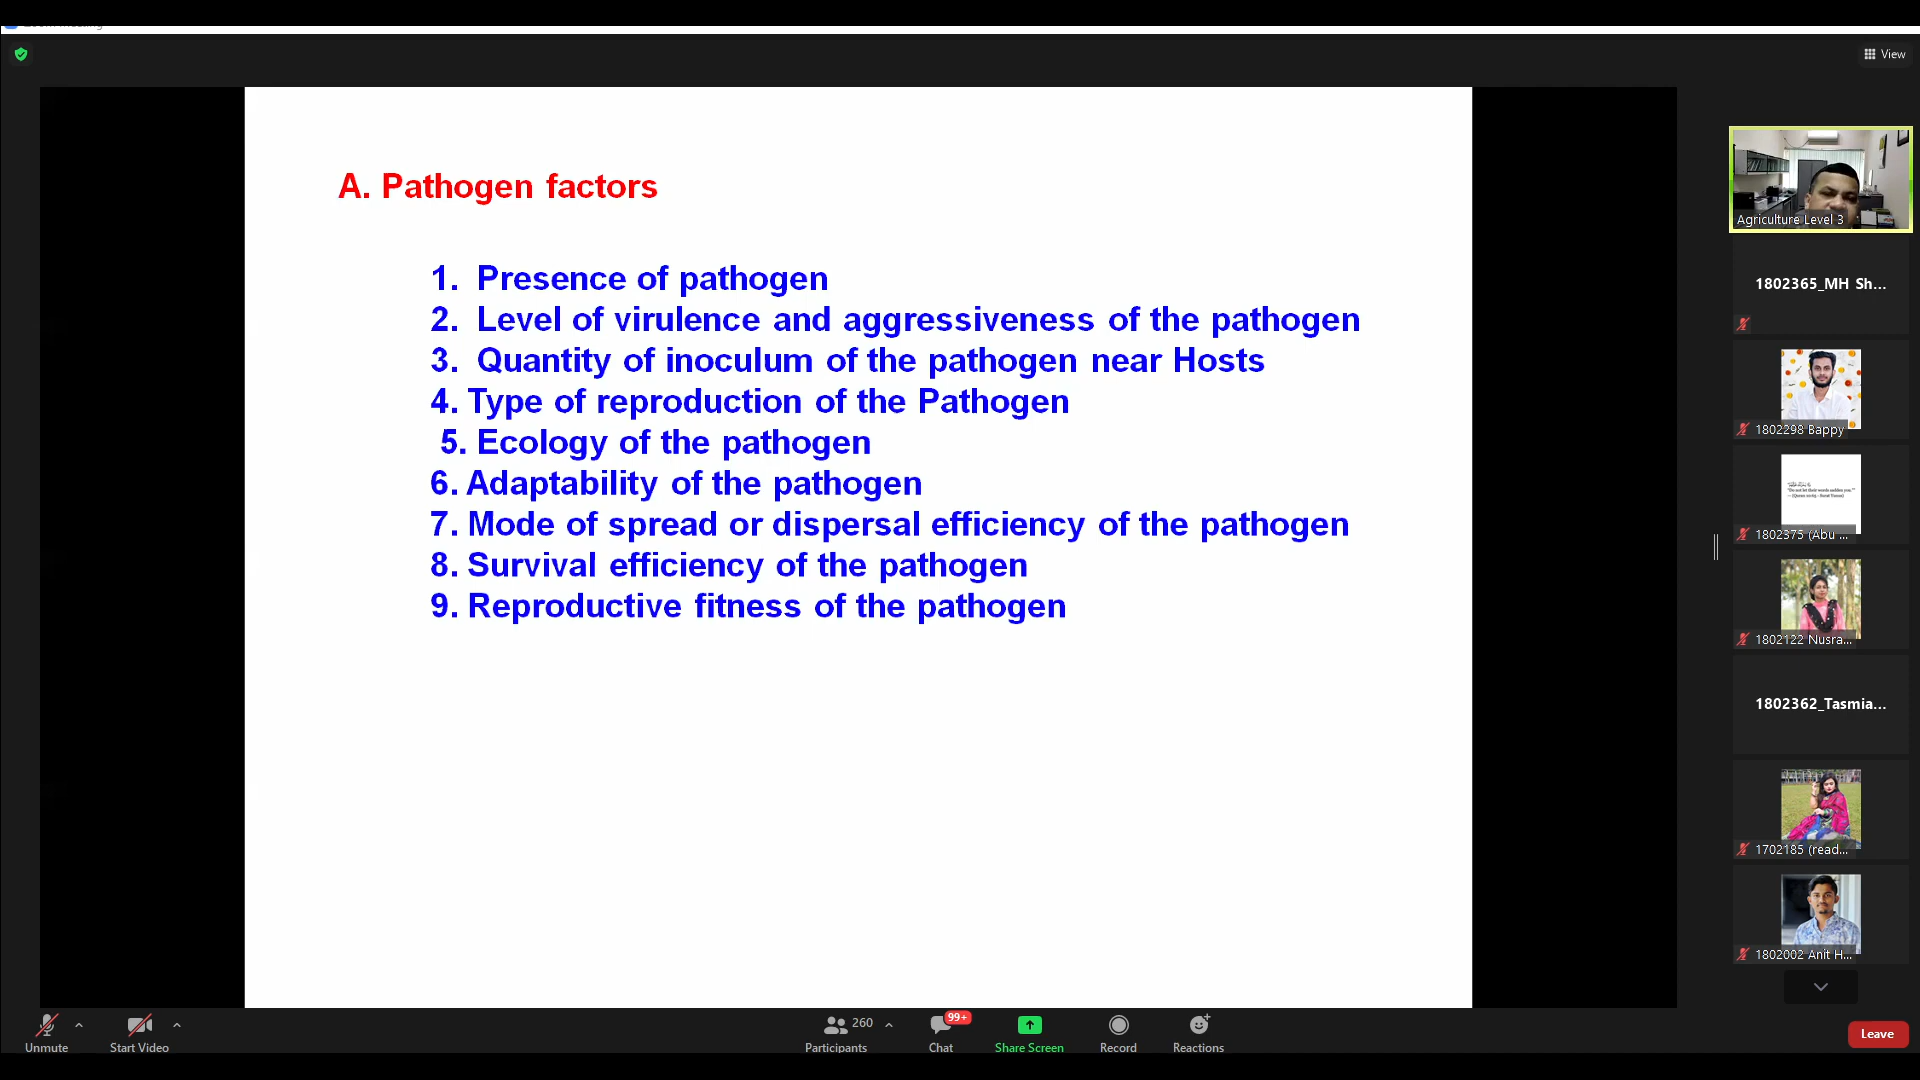 View
A. Pathogen factors
1. Presence of pathogen
2. Level of virulence and aggressiveness of the pathogen
3. Quantity of inoculum of the pathogen near Hosts
4. Type of reproduction of the Pathogen
5. Ecology of the pathogen
6. Adaptability of the pathogen
7. Mode of spread or dispersal efficiency of the pathogen
8. Survival efficiency of the pathogen
9. Reproductive fitness of the pathogen
Agriculture Level 3
1802365_MH Sh...
1802298 Bappy
1802375 (Abu ...
1802122 Nusra...
1802362_Tasmia...
1702185 (read...
1802002 Anit H...
Unmute
Start Video
260
Participants
99+
Chat
Share Screen
Record
Reactions
Leave